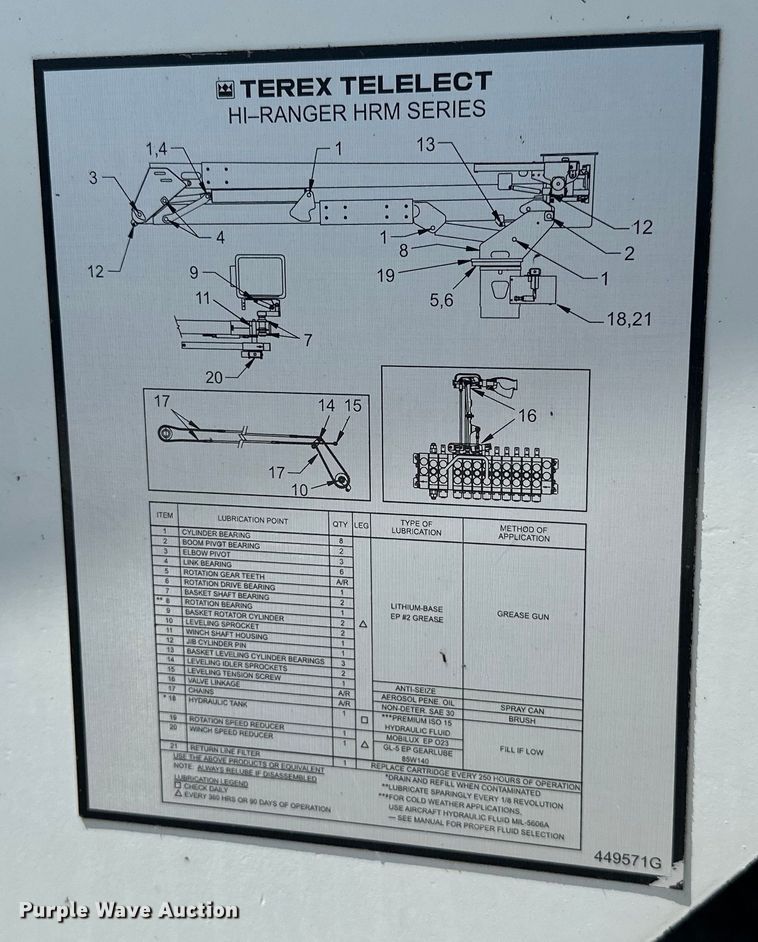 TEREX TELELECT
HI–RANGER HRM SERIES
1,4
1
13
3
4
12
1
8
12
2
19
1
5,6
9
18,21
11
7
20
17
14
15
17
10
16
ITEM LUBRICATION POINT QTY LEG TYPE OF LUBRICATION METHOD OF APPLICATION
1 CYLINDER BEARING 8
2 BOOM PIVOT BEARING 2
3 ELBOW PIVOT 3
4 LINK BEARING 6
5 ROTATION GEAR TEETH A/R
6 ROTATION DRIVE BEARING 1
7 BASKET SHAFT BEARING 2
** 8 ROTATION BEARING 1
9 BASKET ROTATOR CYLINDER 2
10 LEVELING SPROCKET 2
11 WINCH SHAFT HOUSING 1
12 JIB CYLINDER PIN 1
13 BASKET LEVELING CYLINDER BEARINGS 3
14 LEVELING IDLER SPROCKETS 2
△ LITHIUM-BASE EP #2 GREASE GREASE GUN
15 LEVELING TENSION SCREW 1 ANTI-SEIZE
16 VALVE LINKAGE A/R AEROSOL PENE. OIL SPRAY CAN
17 CHAINS A/R NON-DETER. SAE 30 BRUSH
* 18 HYDRAULIC TANK 1 □ ***PREMIUM ISO 15 HYDRAULIC FLUID FILL IF LOW
19 ROTATION SPEED REDUCER 1 △ MOBILUX EP O23
20 WINCH SPEED REDUCER 1 GL-5 EP GEARLUBE 85W140
21 RETURN LINE FILTER 1 REPLACE CARTRIDGE EVERY 250 HOURS OF OPERATION
USE THE ABOVE PRODUCTS OR EQUIVALENT
NOTE: ALWAYS RELUBE IF DISASSEMBLED
LUBRICATION LEGEND
□ CHECK DAILY
△ EVERY 360 HRS OR 90 DAYS OF OPERATION
*DRAIN AND REFILL WHEN CONTAMINATED
**LUBRICATE SPARINGLY EVERY 1/8 REVOLUTION
***FOR COLD WEATHER APPLICATIONS,
USE AIRCRAFT HYDRAULIC FLUID MIL-5606A
— SEE MANUAL FOR PROPER FLUID SELECTION
449571G
Purple Wave Auction